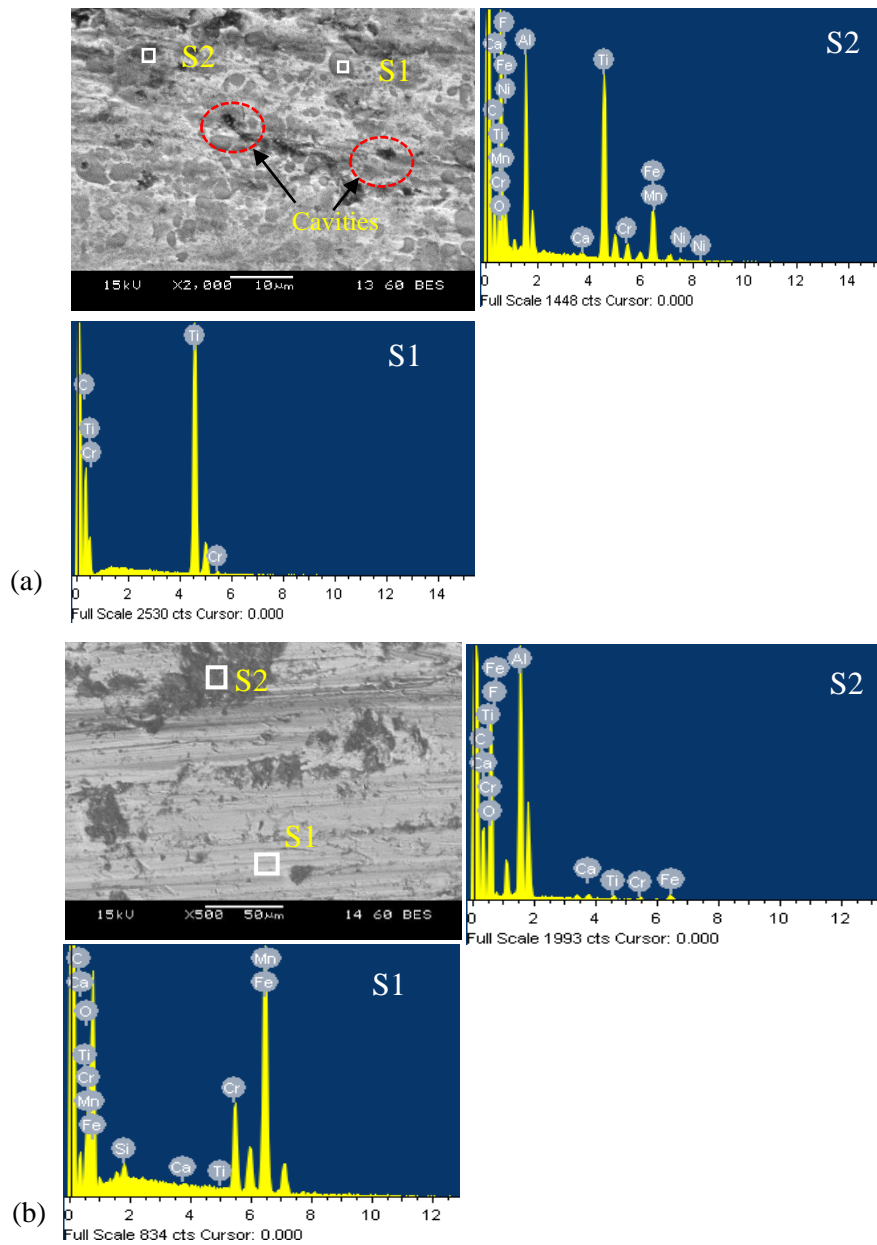 S2
S1
Cavities
15kV X2,000 10µm 13 60 BES
S2
F
Ca Al Ti
Fe
Ni
C
Ti
Mn Fe
Cr Mn
O Ca Cr Ni Ni
0 2 4 6 8 10 12 14
Full Scale 1448 cts Cursor: 0.000
S1
Ti
C
Ti
Cr
Cr
0 2 4 6 8 10 12 14
Full Scale 2530 cts Cursor: 0.000
(a)
S2
S1
15kV X500 50µm 14 60 BES
S2
Fe Al
F
Ti
C
Ca
Cr
O
Ca Ti Cr Fe
0 2 4 6 8 10 12
Full Scale 1993 cts Cursor: 0.000
S1
C Mn
Ca Fe
O
Ti
Cr Cr
Mn
Fe
Si Ca Ti
0 2 4 6 8 10 12
Full Scale 834 cts Cursor: 0.000
(b)